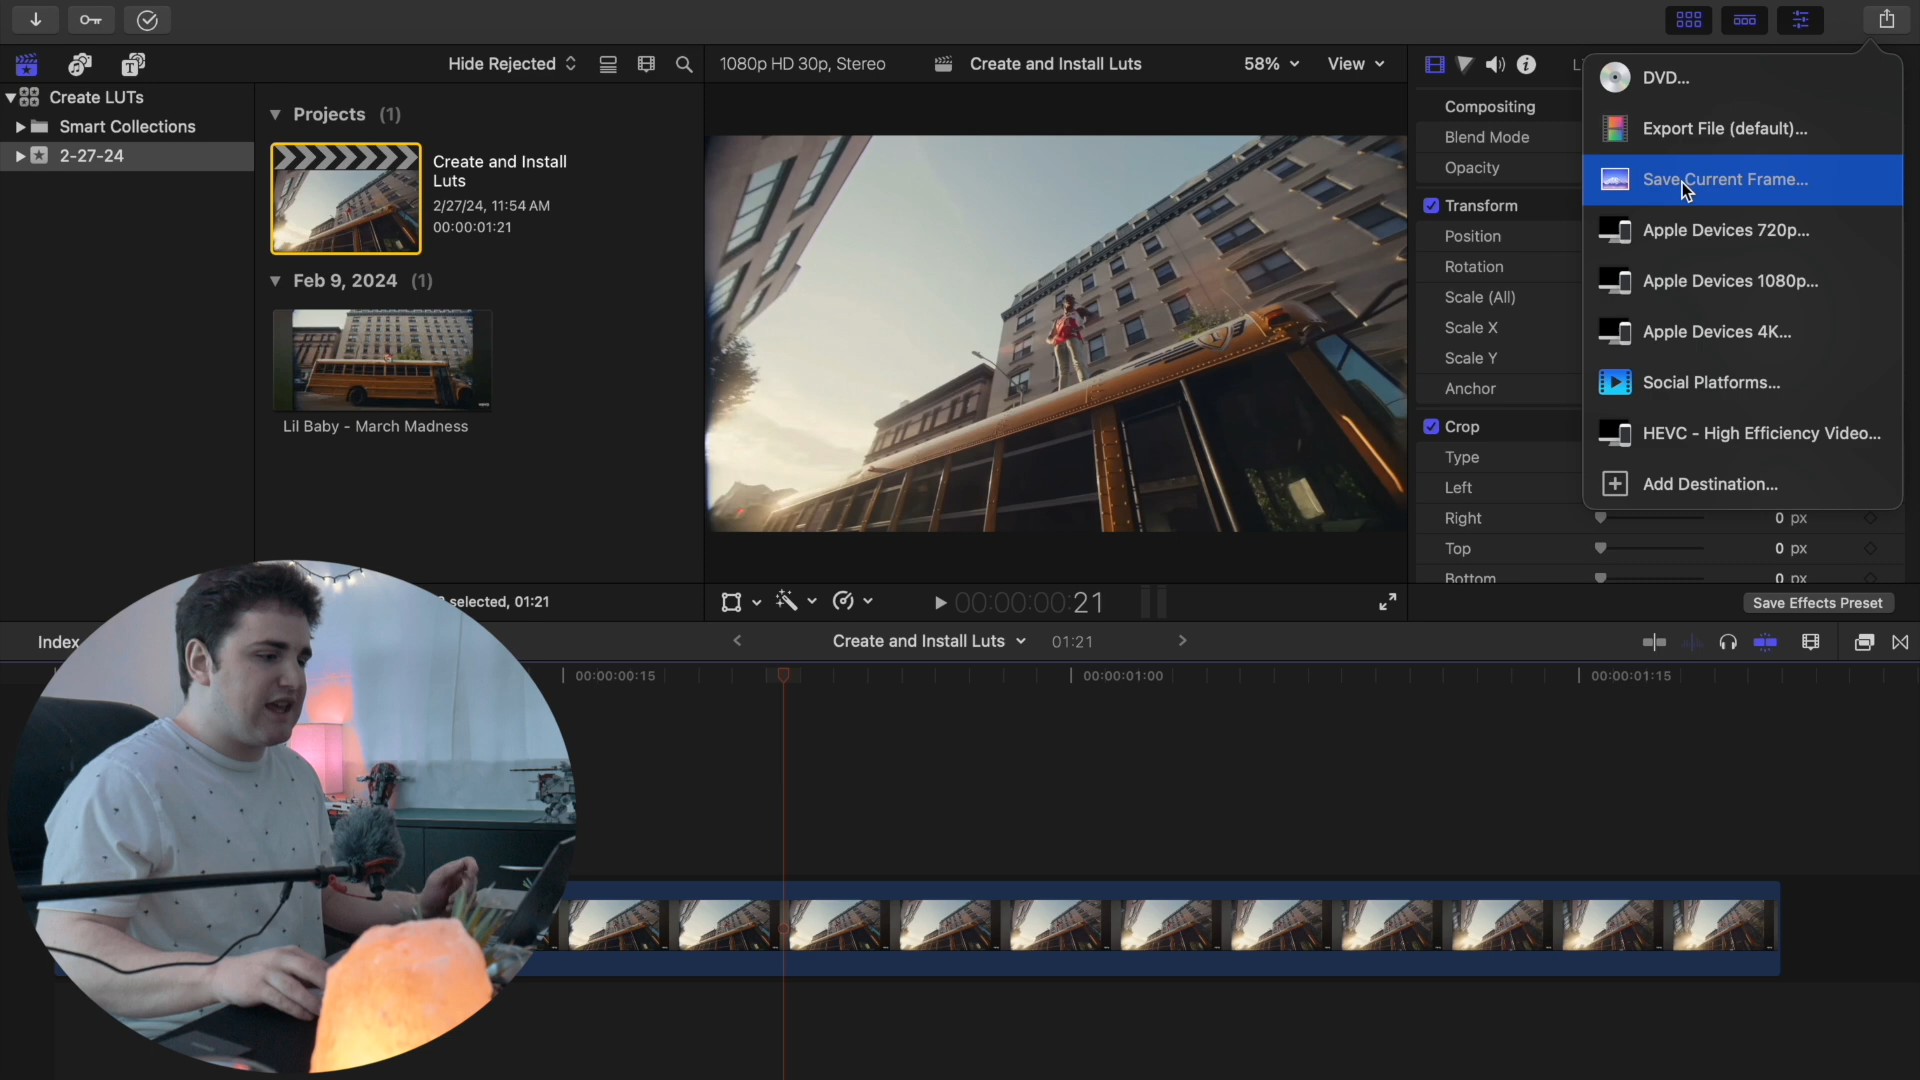 Hide Rejected
1080p HD 30p, Stereo
Create and Install Luts
58%
View
Create LUTs
Smart Collections
2-27-24
Projects (1)
Create and Install
Luts
2/27/24, 11:54 AM
00:00:01:21
Feb 9, 2024 (1)
Lil Baby - March Madness
selected, 01:21
00:00:00:21
Compositing
Blend Mode
Opacity
Transform
Position
Rotation
Scale (All)
Scale X
Scale Y
Anchor
Crop
Type
Left
Right 0 px
Top 0 px
Bottom 0 px
DVD...
Export File (default)...
Save Current Frame...
Apple Devices 720p...
Apple Devices 1080p...
Apple Devices 4K...
Social Platforms...
HEVC - High Efficiency Video...
Add Destination...
Save Effects Preset
Index
Create and Install Luts 01:21
00:00:00:15
00:00:01:00
00:00:01:15